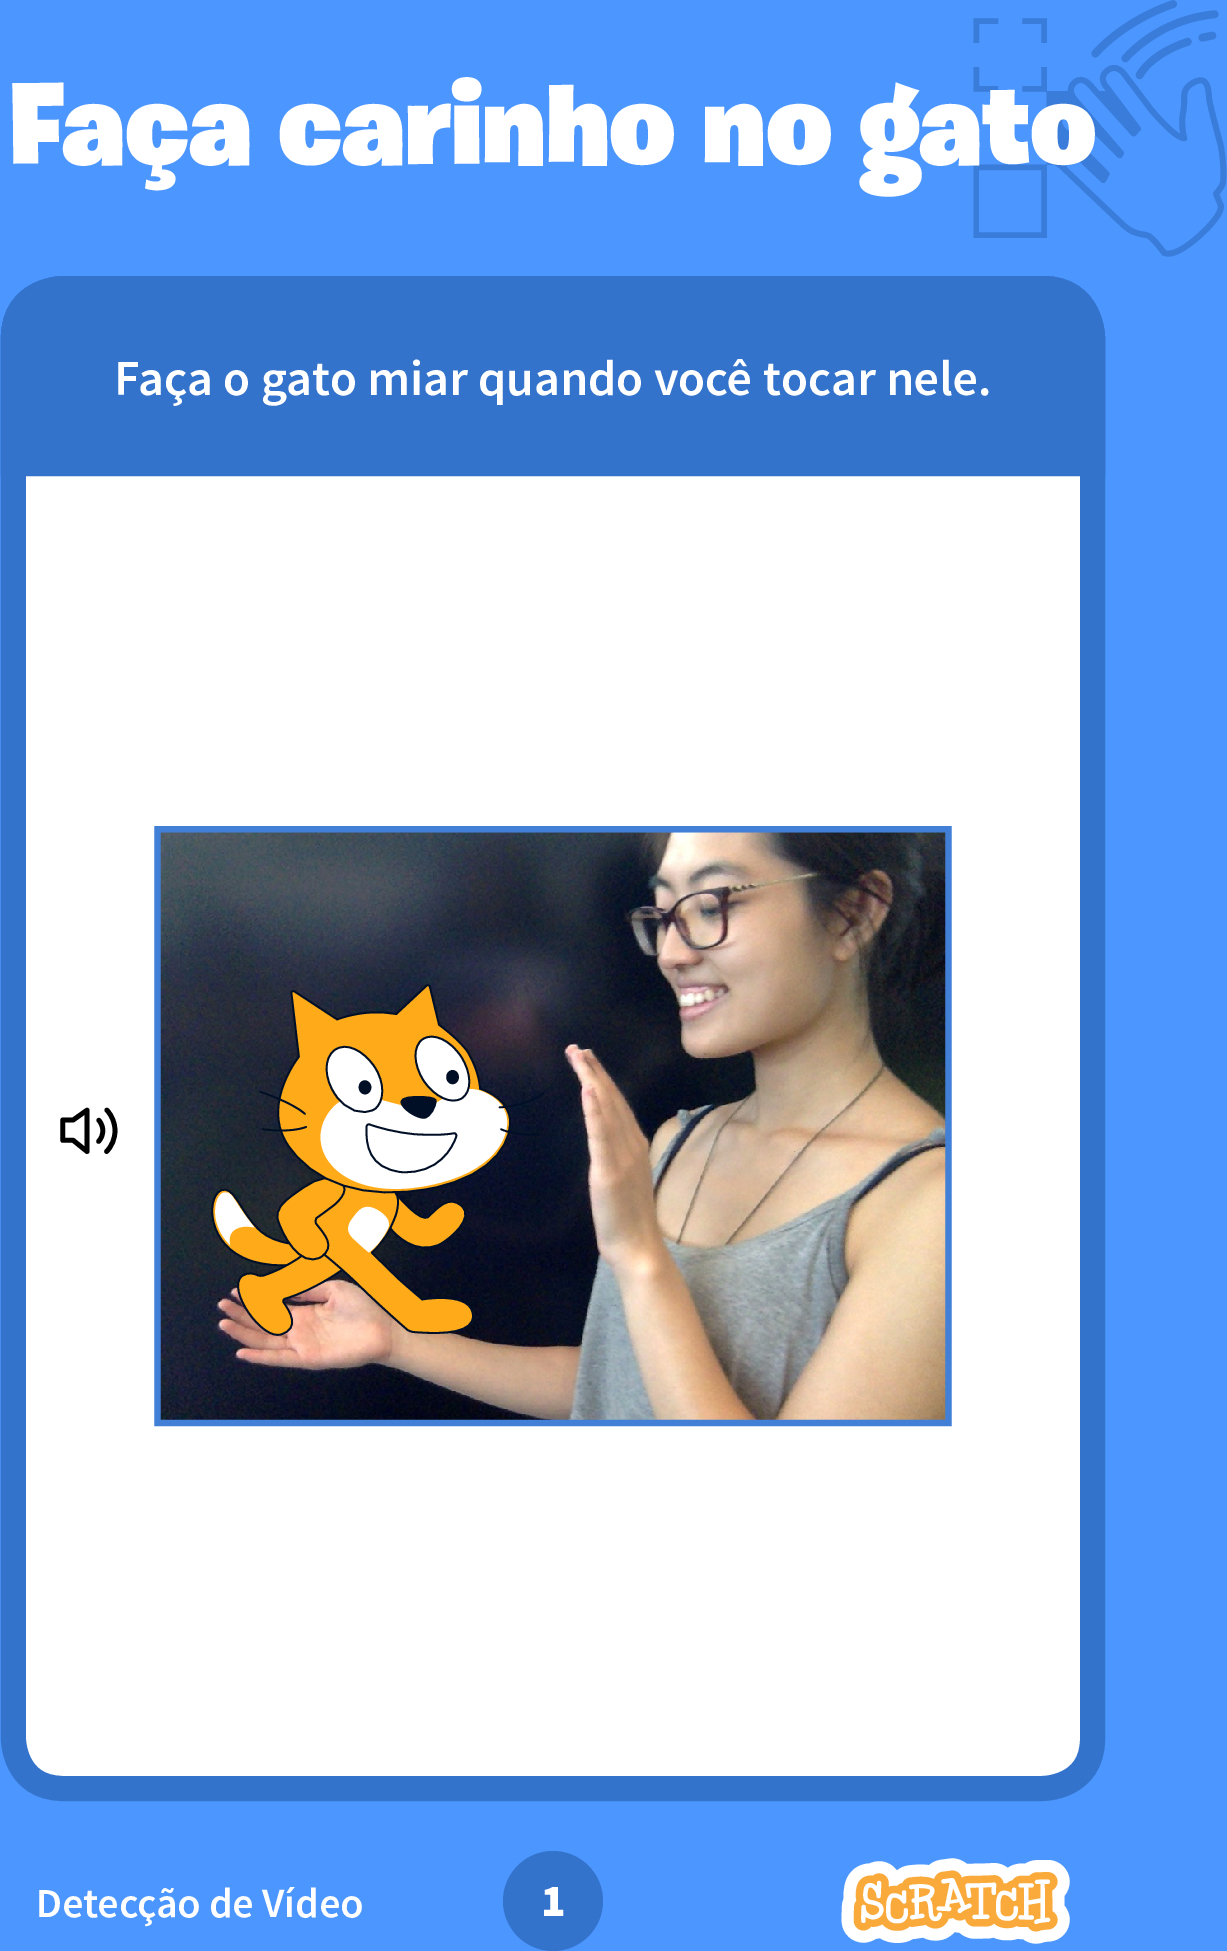 Faça carinho no gato
Faça o gato miar quando você tocar nele.
Detecção de Vídeo
1
SCRATCH